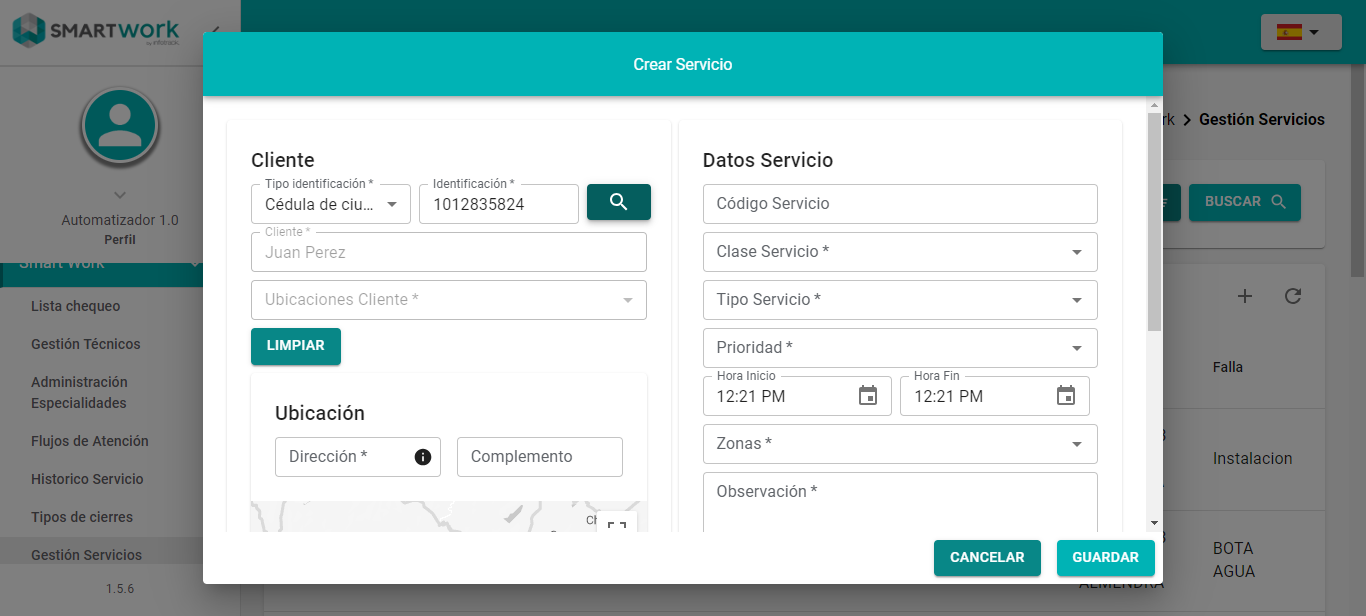 SMARTwork
Automatizador 1.0
Perfil
Smart Work
Lista chequeo
Gestión Técnicos
Administración
Especialidades
Flujos de Atención
Historico Servicio
Tipos de cierres
Gestión Servicios
1.5.6
Crear Servicio
Cliente
Tipo identificación *
Cédula de ciu...
Identificación *
1012835824
Cliente *
Juan Perez
Ubicaciones Cliente *
LIMPIAR
Ubicación
Dirección *
Complemento
Datos Servicio
Código Servicio
Clase Servicio *
Tipo Servicio *
Prioridad *
Hora Inicio
12:21 PM
Hora Fin
12:21 PM
Zonas *
Observación *
CANCELAR
GUARDAR
Gestión Servicios
BUSCAR
Falla
Instalacion
BOTA
AGUA
ALMENDRA